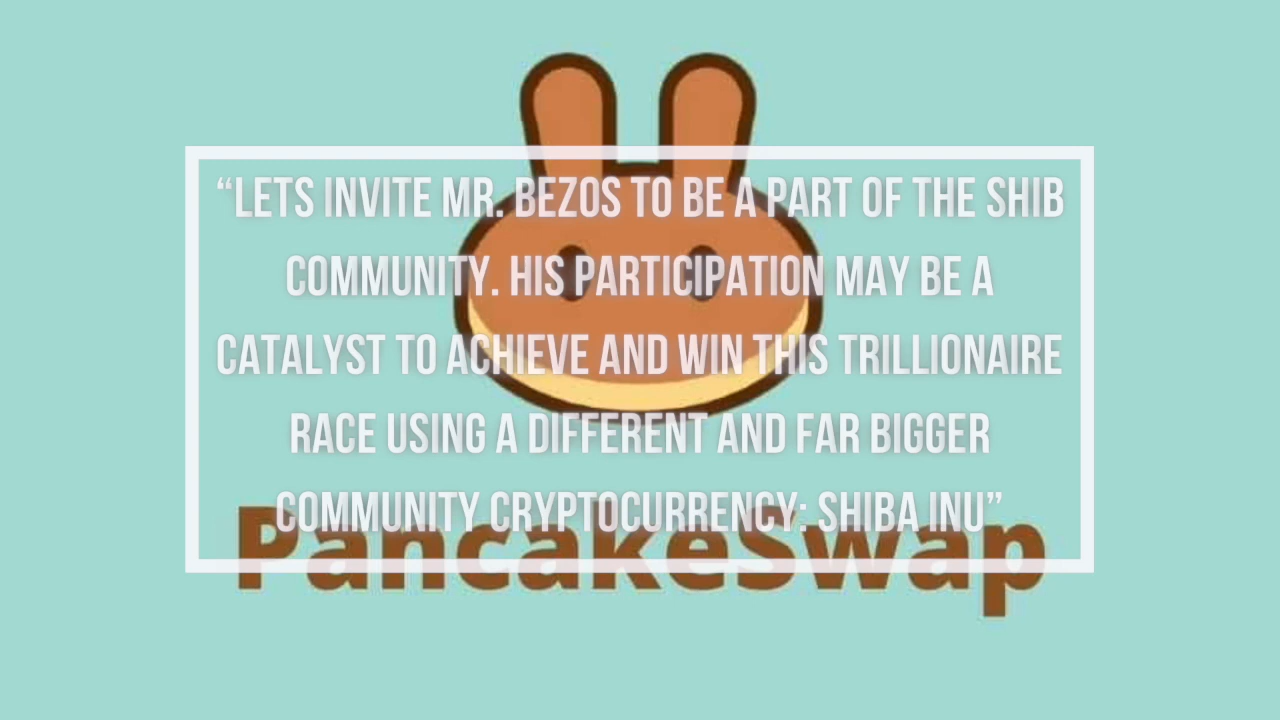 “LETS INVITE MR. BEZOS TO BE A PART OF THE SHIB
COMMUNITY. HIS PARTICIPATION MAY BE A
CATALYST TO ACHIEVE AND WIN THIS TRILLIONAIRE
RACE USING A DIFFERENT AND FAR BIGGER
COMMUNITY CRYPTOCURRENCY: SHIBA INU”
PancakeSwap